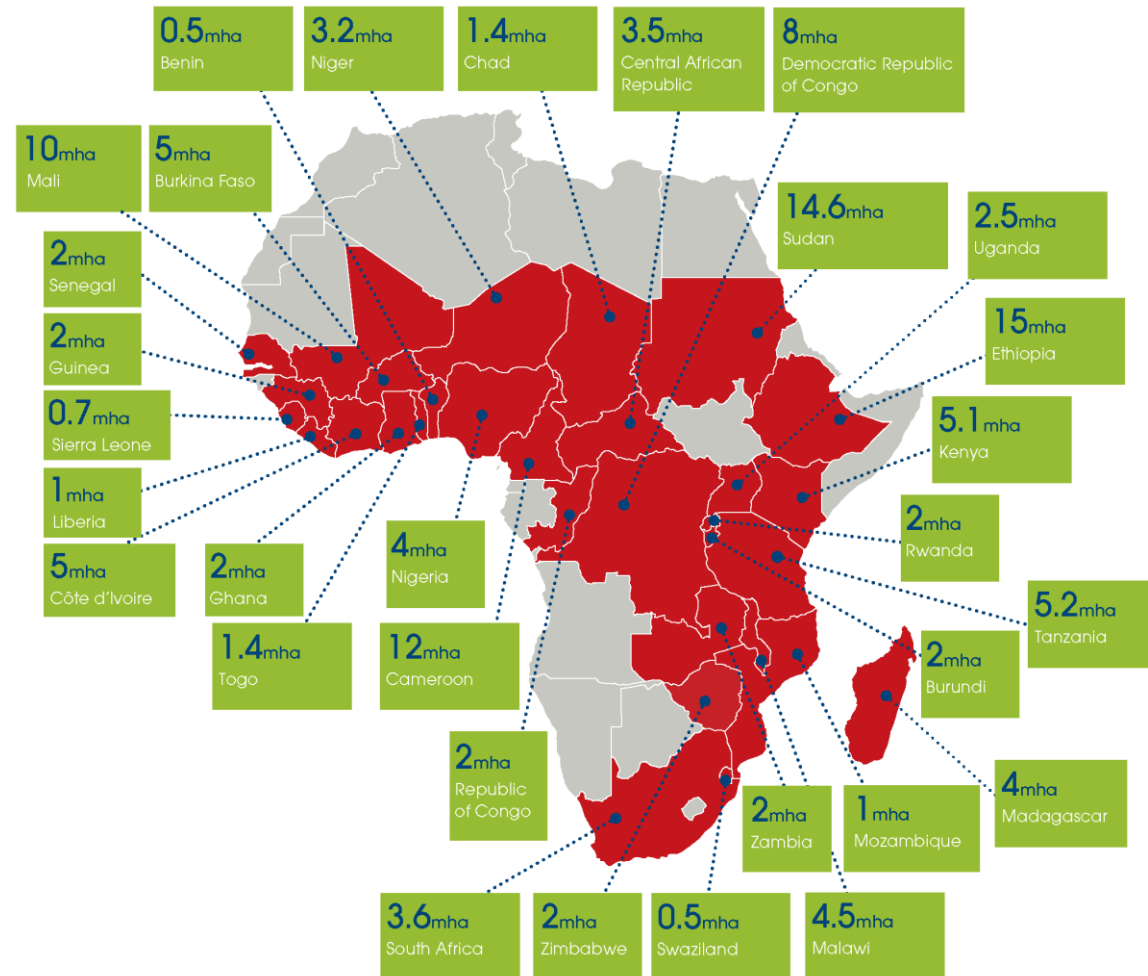 0.5mha
Benin
3.2mha
Niger
1.4mha
Chad
3.5mha
Central African
Republic
8mha
Democratic Republic
of Congo
10mha
Mali
5mha
Burkina Faso
14.6mha
Sudan
2.5mha
Uganda
2mha
Senegal
15mha
Ethiopia
2mha
Guinea
0.7mha
Sierra Leone
5.1mha
Kenya
1mha
Liberia
2mha
Rwanda
5mha
Côte d'Ivoire
2mha
Ghana
4mha
Nigeria
5.2mha
Tanzania
1.4mha
Togo
12mha
Cameroon
2mha
Burundi
2mha
Republic
of Congo
2mha
Zambia
1mha
Mozambique
4mha
Madagascar
3.6mha
South Africa
2mha
Zimbabwe
0.5mha
Swaziland
4.5mha
Malawi